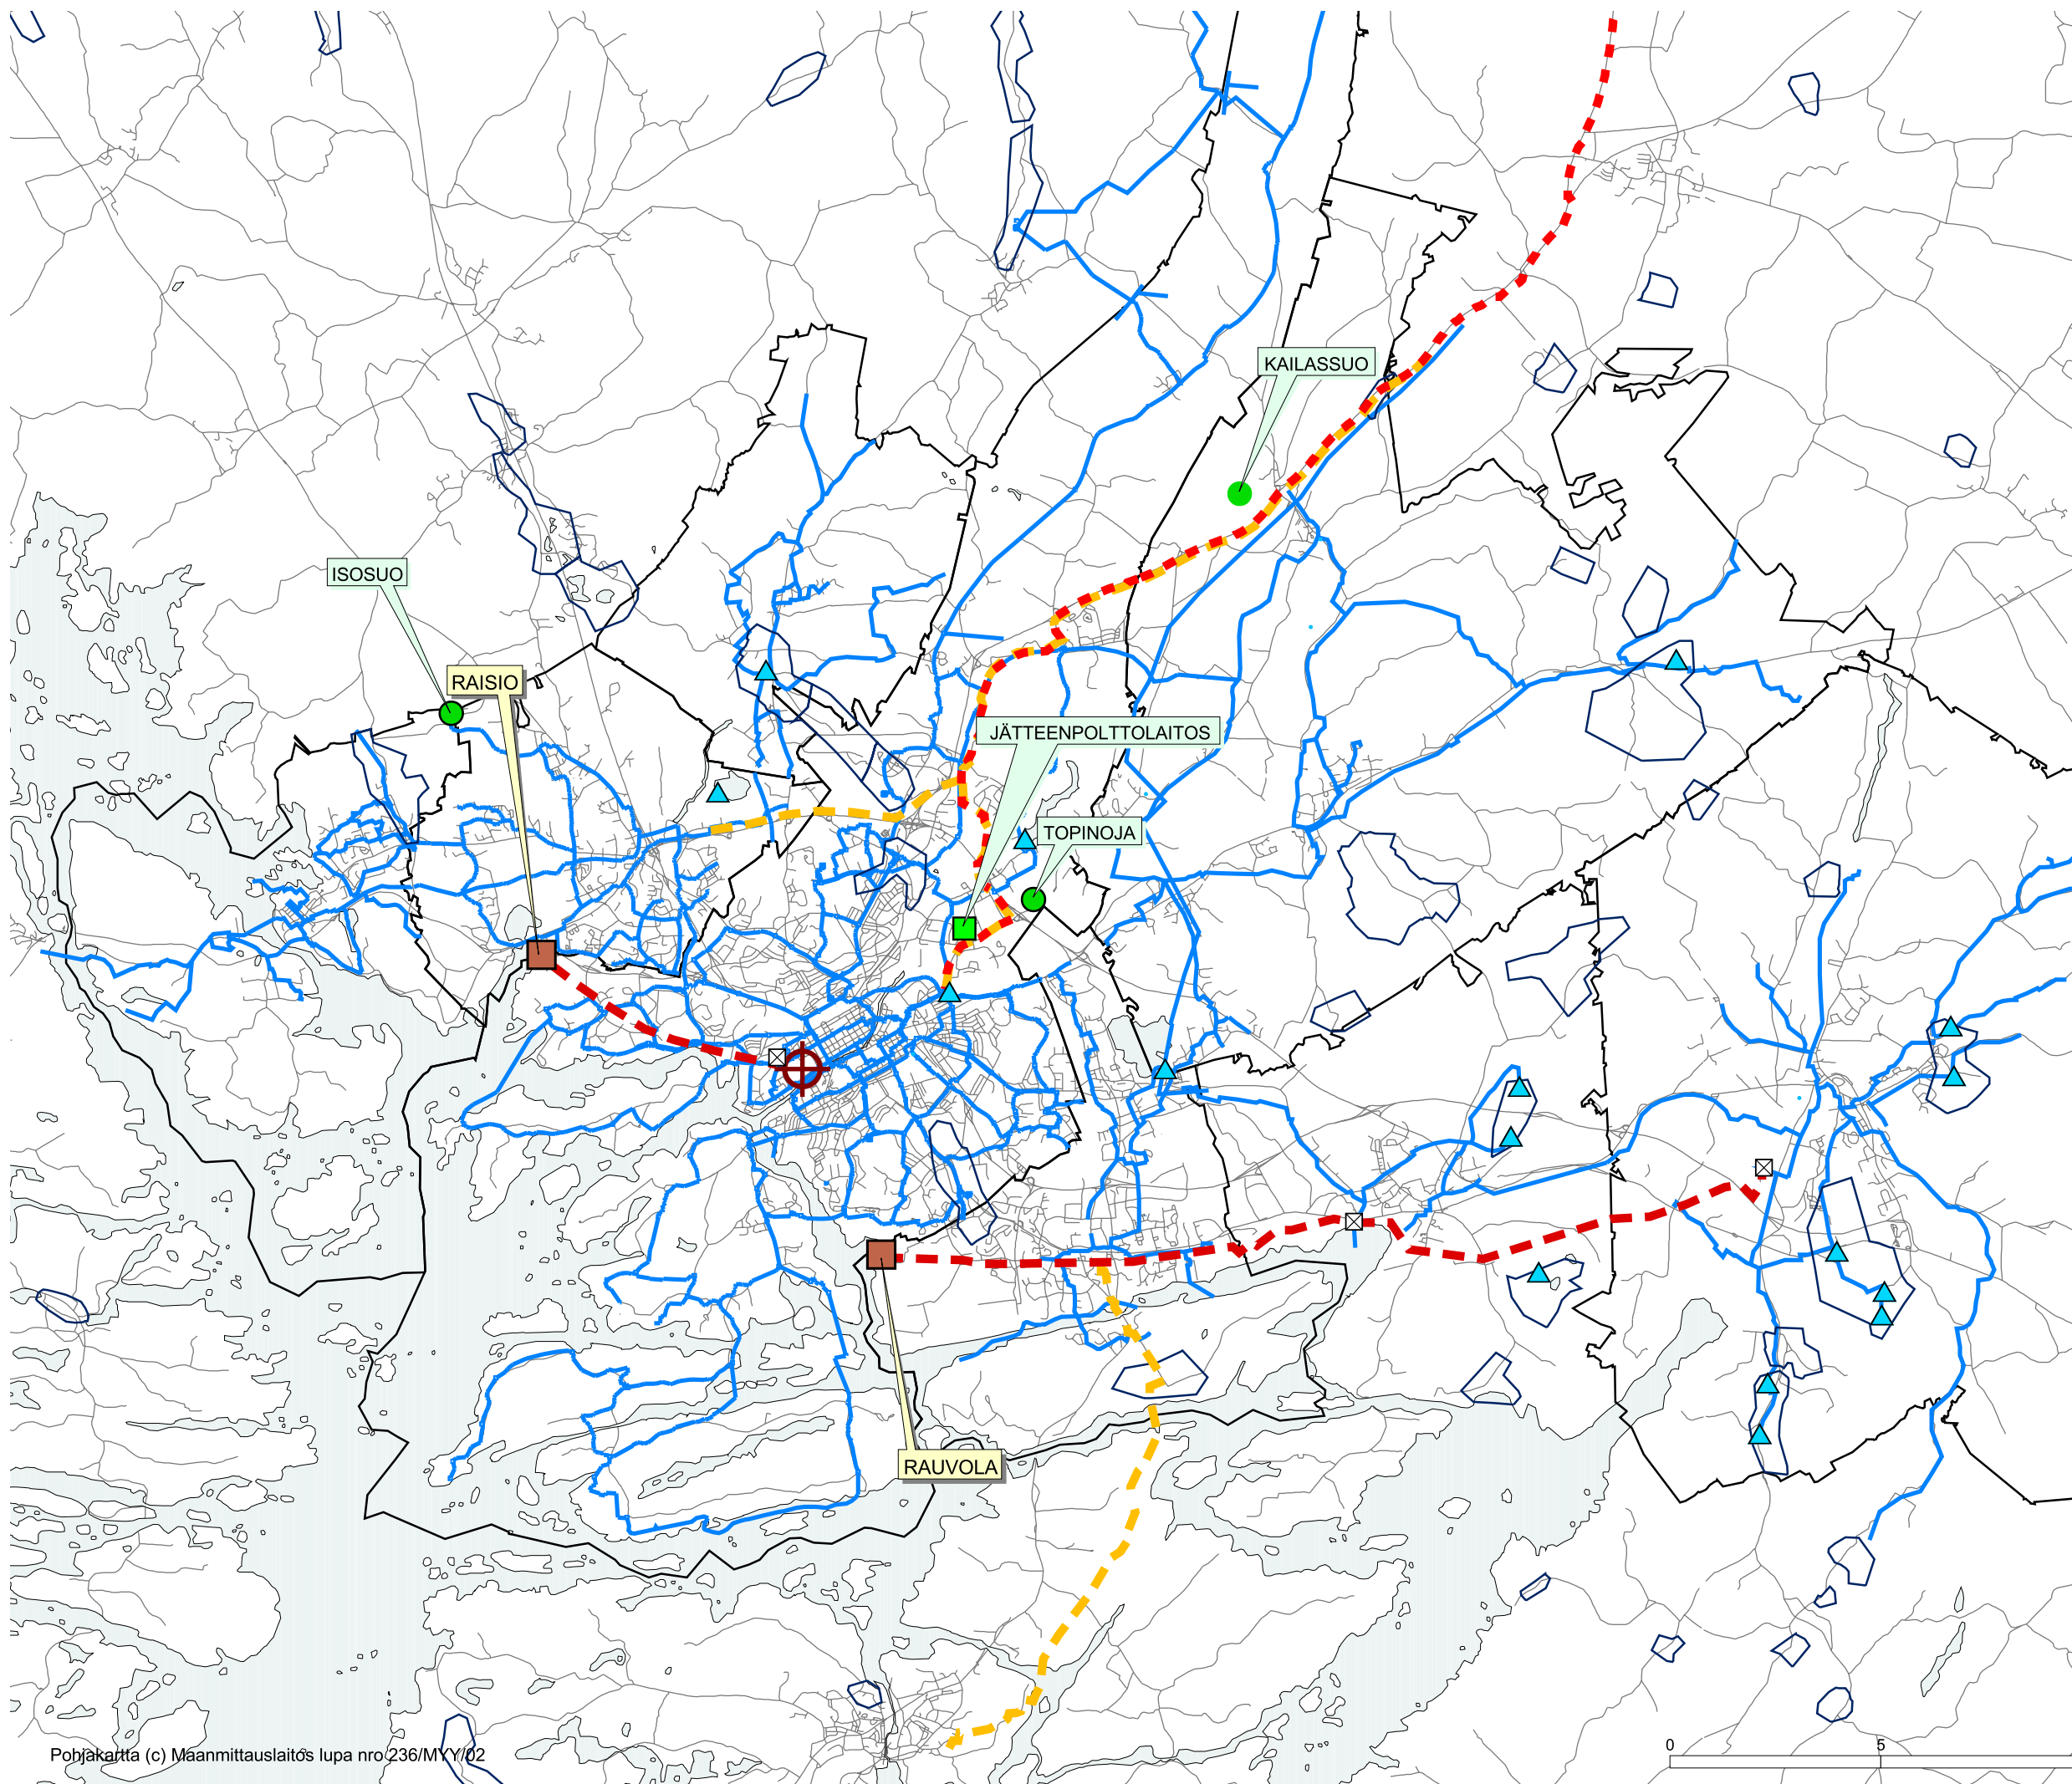 KAILASSUO
ISOSUO
RAISIO
JÄTTEENPOLTTOLAITOS
TOPINOJA
RAUVOLA
0 5
Pohjakartta (c) Maanmittauslaitos lupa nro 236/MYY/02